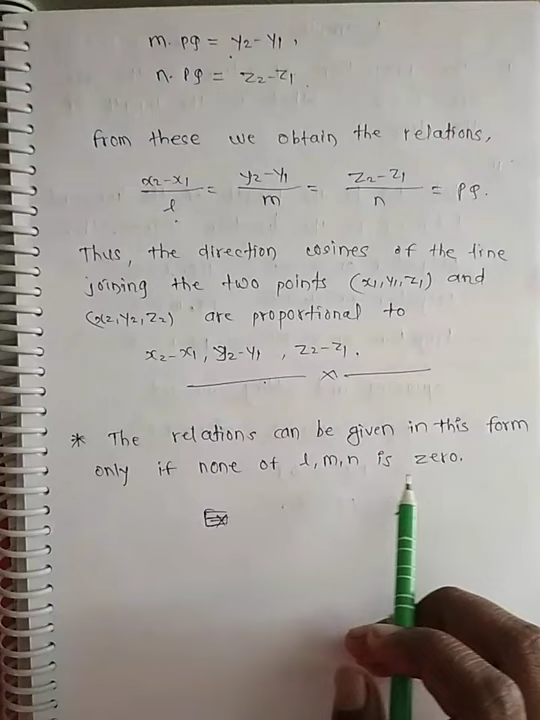 m. PQ = y2-y1,
n. PQ = z2-z1
from these we obtain the relations,
x2-x1/l = y2-y1/m = z2-z1/n = PQ.
Thus, the direction cosines of the line
joining the two points (x1,y1,z1) and
(x2,y2,z2) are proportional to
x2-x1, y2-y1, z2-z1.
* The relations can be given in this form
only if none of l,m,n is zero.